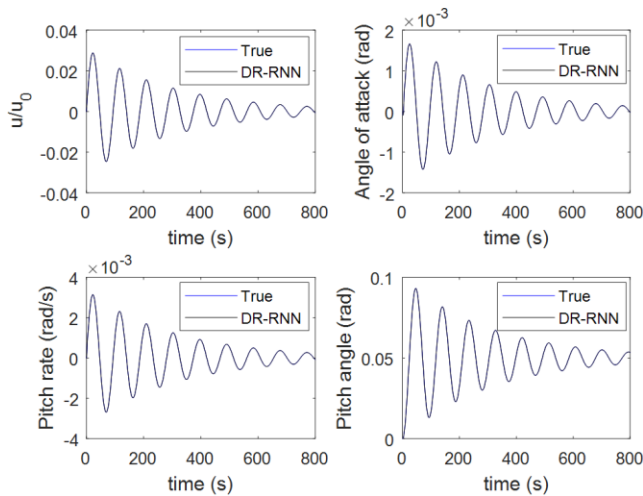 0.04
0.02
0
-0.02
-0.04
u/u0
0 200 400 600 800
time (s)
True
DR-RNN
×10-3
2
1
0
-1
-2
Angle of attack (rad)
0 200 400 600 800
time (s)
True
DR-RNN
×10-3
4
2
0
-2
-4
Pitch rate (rad/s)
0 200 400 600 800
time (s)
True
DR-RNN
0.1
0.05
0
Pitch angle (rad)
0 200 400 600 800
time (s)
True
DR-RNN